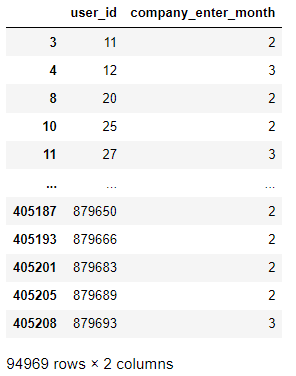 user_id company_enter_month
3 11 2
4 12 3
8 20 2
10 25 2
11 27 3
... ... ...
405187 879650 2
405193 879666 2
405201 879683 2
405205 879689 2
405208 879693 3
94969 rows × 2 columns